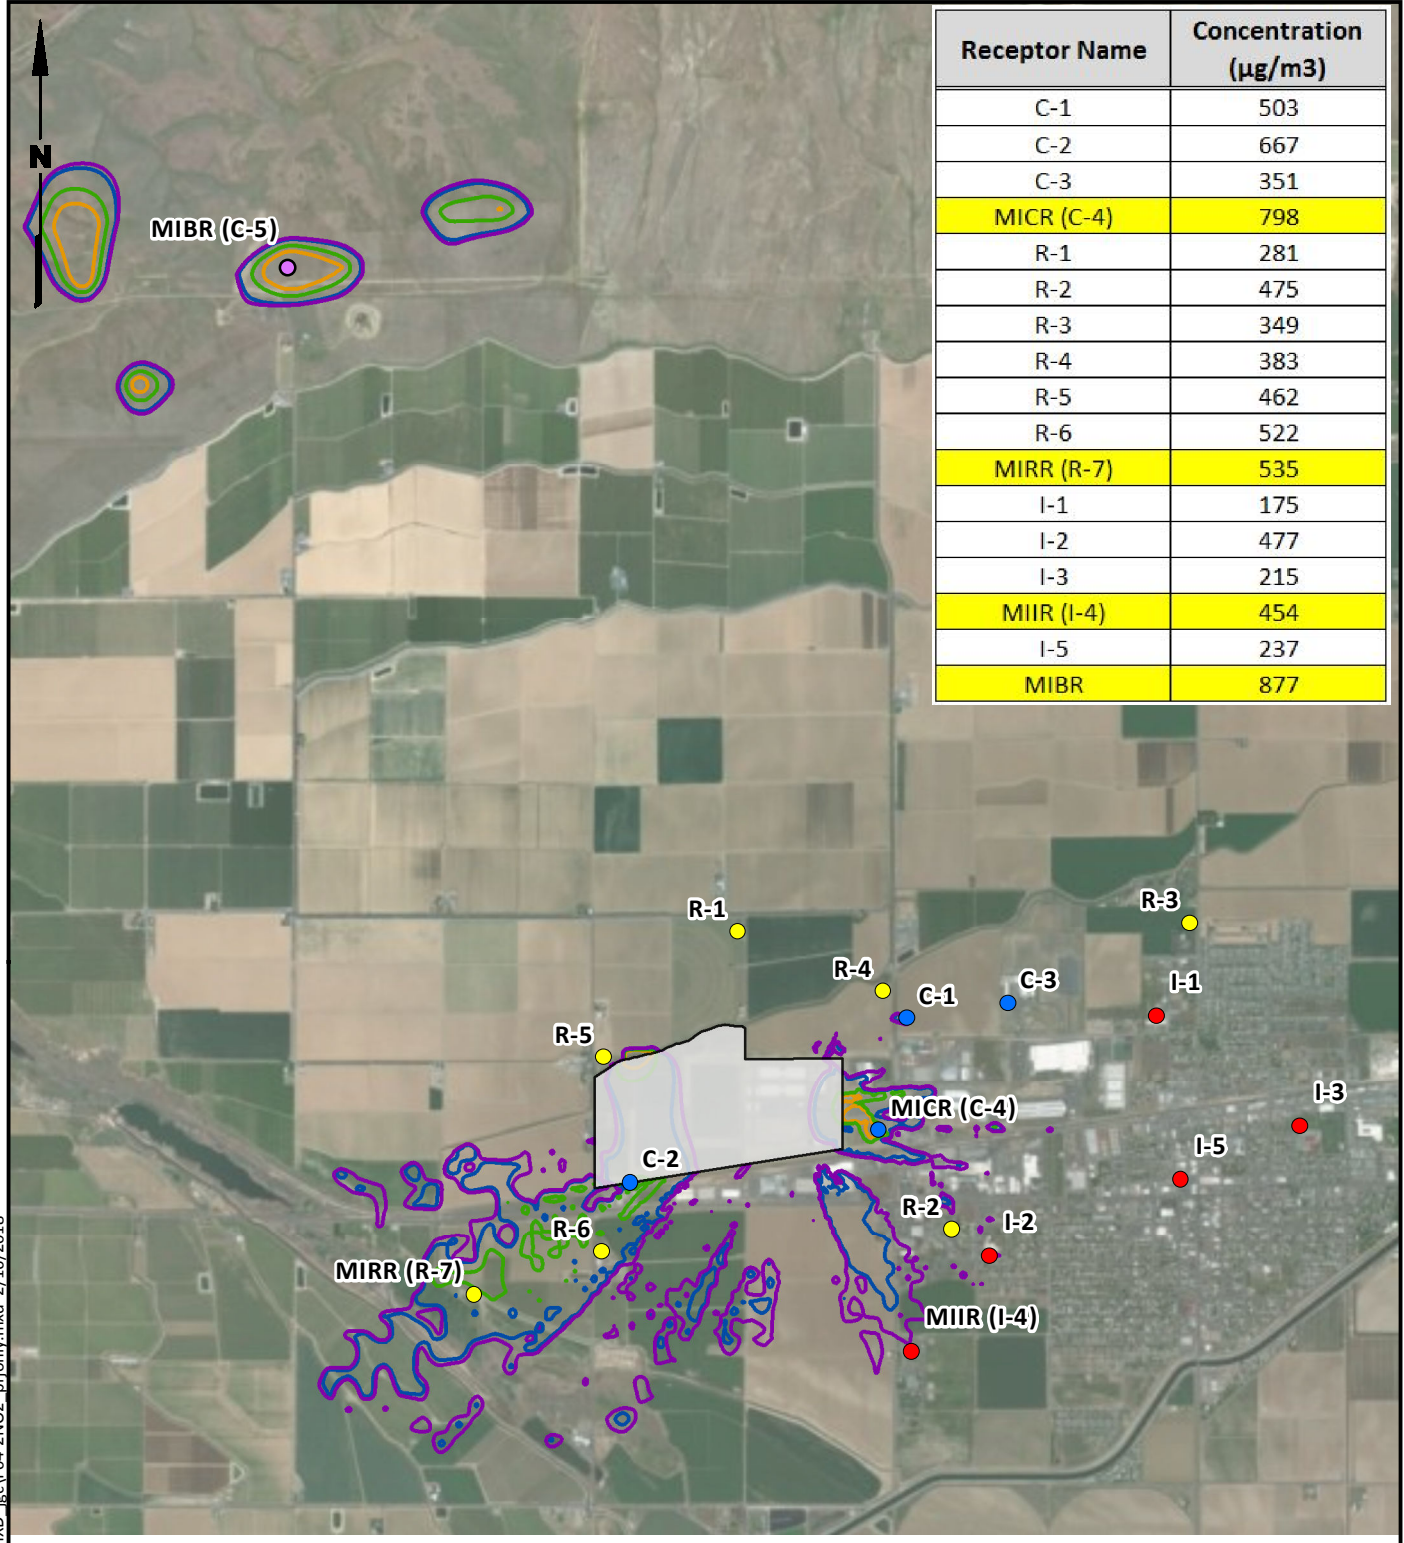 Receptor Name
Concentration
(µg/m3)
C-1 503
C-2 667
C-3 351
MICR (C-4) 798
R-1 281
R-2 475
R-3 349
R-4 383
R-5 462
R-6 522
MIRR (R-7) 535
I-1 175
I-2 477
I-3 215
MIIR (I-4) 454
I-5 237
MIBR 877
N
MIBR (C-5)
R-1
R-3
R-4
C-1
C-3
I-1
R-5
MICR (C-4)
I-3
C-2
I-5
R-2
I-2
R-6
MIRR (R-7)
MIIR (I-4)